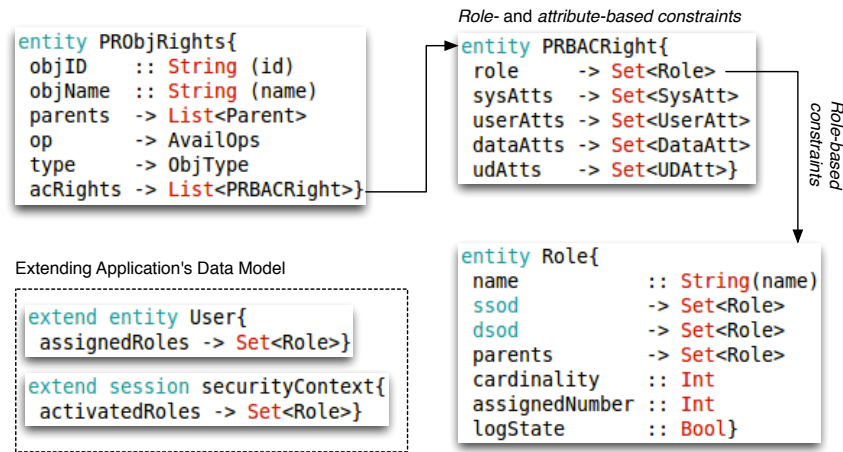 Role- and attribute-based constraints
entity PRObjRights{
objID :: String (id)
objName :: String (name)
parents -> List<Parent>
op -> AvailOps
type -> ObjType
acRights -> List<PRBACRight>}
entity PRBACRight{
role -> Set<Role>
sysAtts -> Set<SysAtt>
userAtts -> Set<UserAtt>
dataAtts -> Set<DataAtt>
udAtts -> Set<UDAtt>}
Role-based
constraints
Extending Application's Data Model
extend entity User{
assignedRoles -> Set<Role>}
extend session securityContext{
activatedRoles -> Set<Role>}
entity Role{
name :: String(name)
ssod -> Set<Role>
dsod -> Set<Role>
parents -> Set<Role>
cardinality :: Int
assignedNumber :: Int
logState :: Bool}